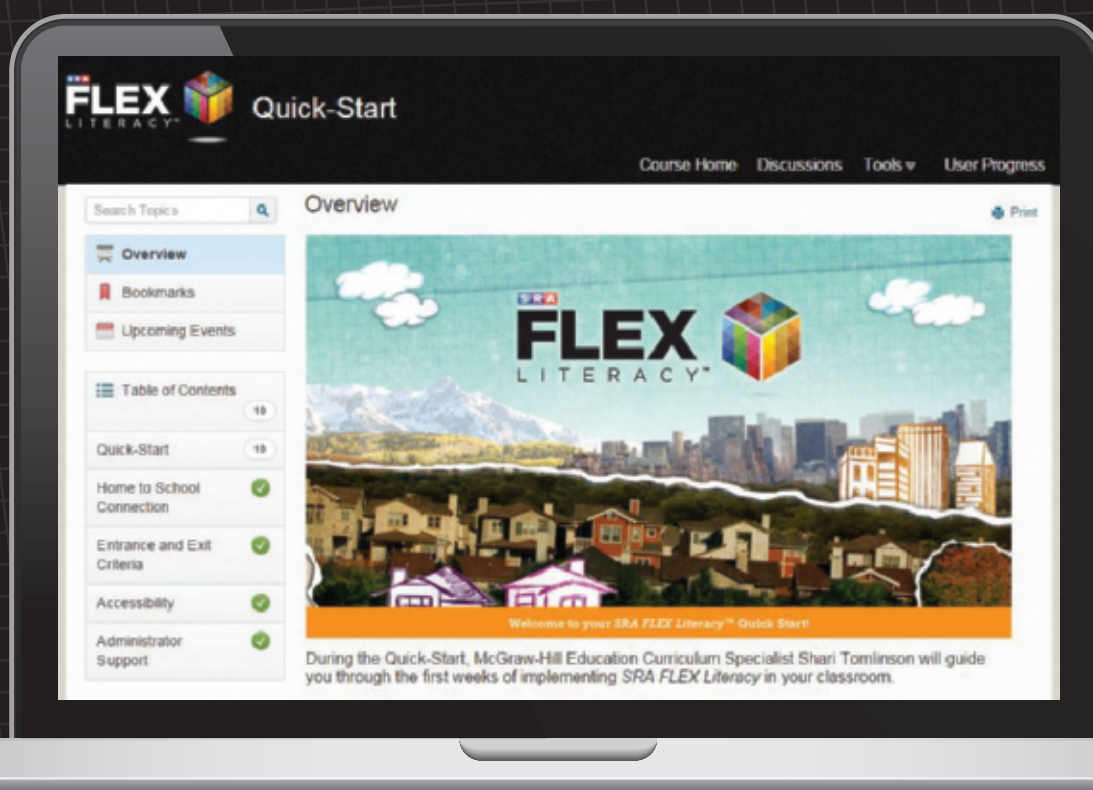 SRA
FLEX
LITERACY™
Quick-Start
Course Home Discussions Tools User Progress
Search Topics
Overview
Bookmarks
Upcoming Events
Table of Contents
10
Quick-Start 10
Home to School
Connection
Entrance and Exit
Criteria
Accessibility
Administrator
Support
Overview
Print
SRA
FLEX
LITERACY™
Welcome to your SRA FLEX Literacy™ Quick Start!
During the Quick-Start, McGraw-Hill Education Curriculum Specialist Shari Tomlinson will guide
you through the first weeks of implementing SRA FLEX Literacy in your classroom.